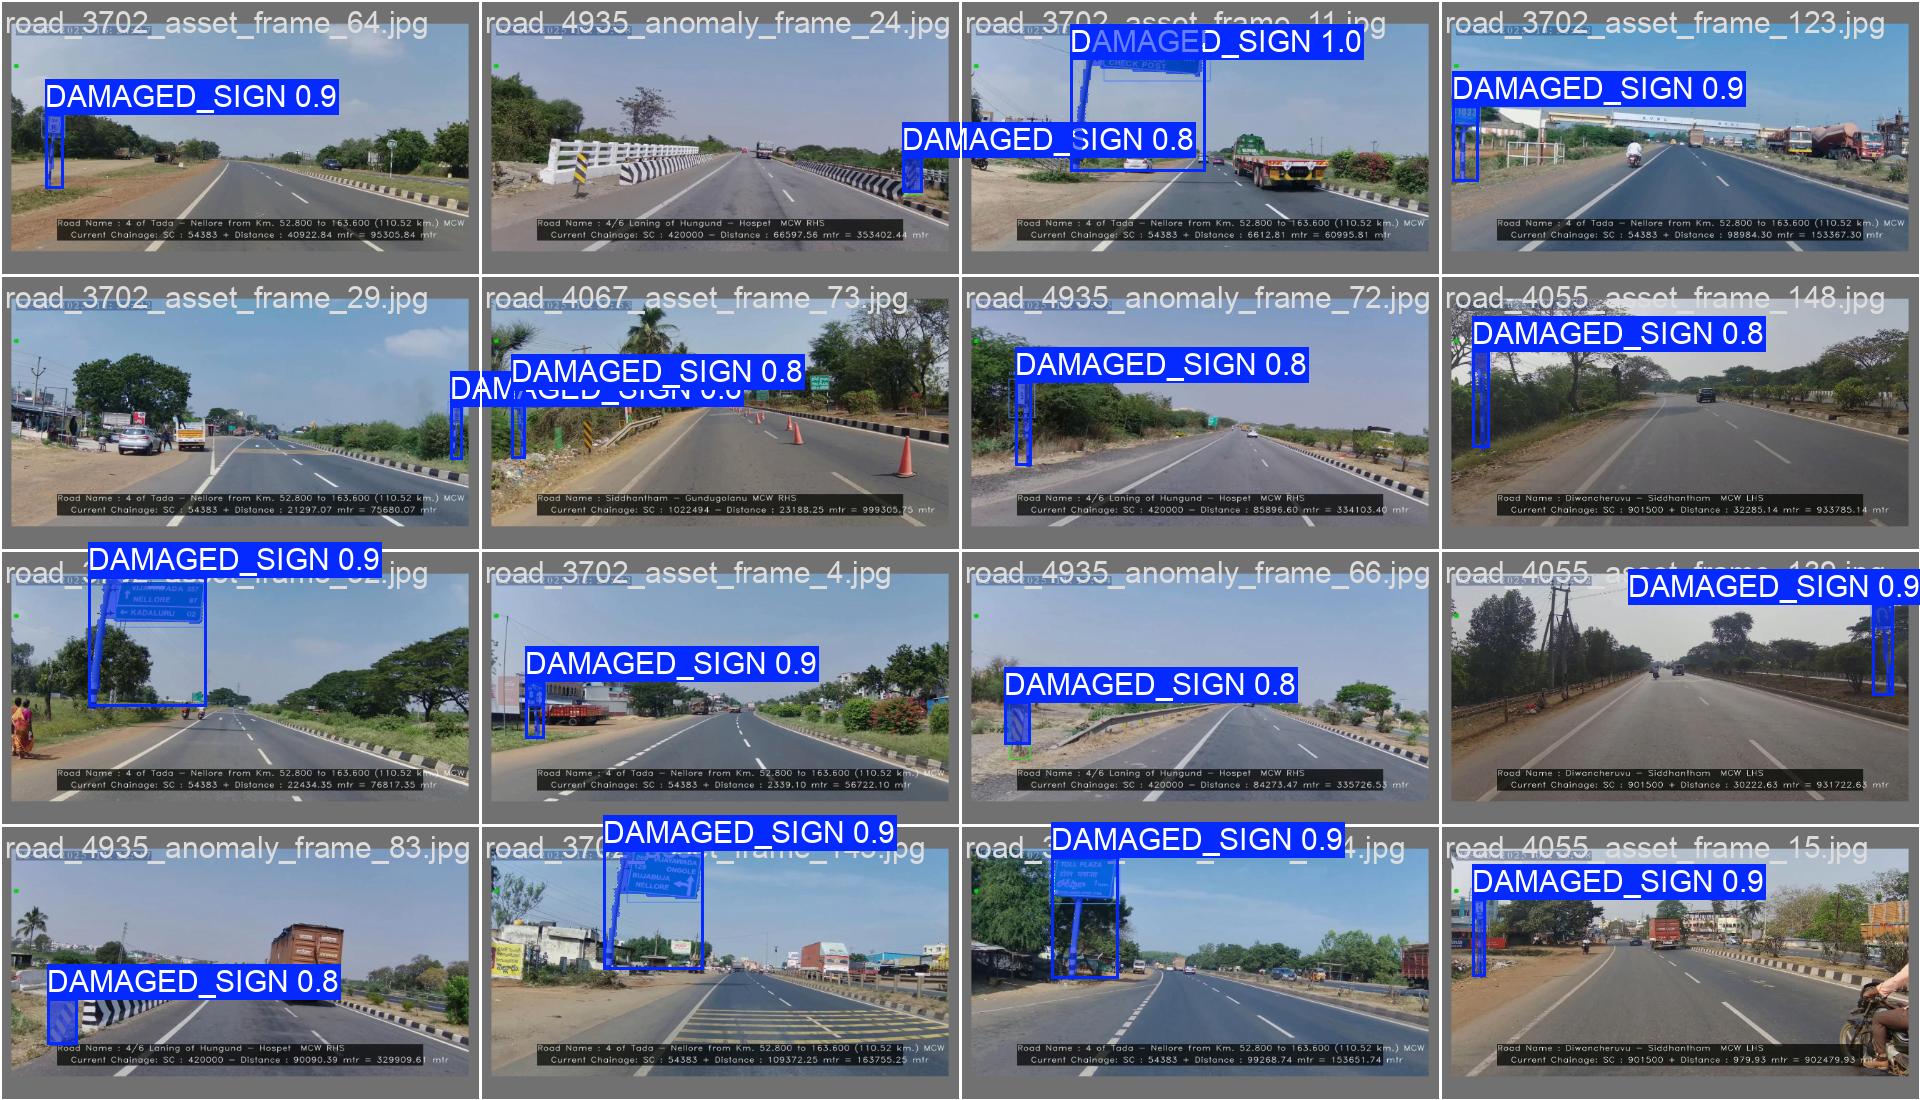 road_3702_asset_frame_64.jpg
DAMAGED_SIGN 0.9
Road Name : 4 of Tada - Nellore from Km. 52.800 to 163.600 (110.52 km.) MCW
Current Chainage: SC : 54383 + Distance : 40922.84 mtr = 95305.84 mtr
road_4935_anomaly_frame_24.jpg
DAMAGED_SIGN 0.8
Road Name : 4/6 Laning of Hungund - Hospet MCW RHS
Current Chainage: SC : 420000 - Distance : 66597.56 mtr = 353402.44 mtr
road_3702_asset_frame_11.jpg
DAMAGED_SIGN 1.0
CHECK POST
Road Name : 4 of Tada - Nellore from Km. 52.800 to 163.600 (110.52 km.) MCW
Current Chainage: SC : 54383 + Distance : 6612.81 mtr = 60995.81 mtr
road_3702_asset_frame_123.jpg
DAMAGED_SIGN 0.9
Road Name : 4 of Tada - Nellore from Km. 52.800 to 163.600 (110.52 km.) MCW
Current Chainage: SC : 54383 + Distance : 98984.30 mtr = 153367.30 mtr
road_3702_asset_frame_29.jpg
Road Name : 4 of Tada - Nellore from Km. 52.800 to 163.600 (110.52 km.) MCW
Current Chainage: SC : 54383 + Distance : 21297.07 mtr = 75680.07 mtr
road_4067_asset_frame_73.jpg
DAMAGED_SIGN 0.8
Road Name : Siddhantham - Gundugolanu MCW RHS
Current Chainage: SC : 1022494 - Distance : 23188.25 mtr = 999305.75 mtr
road_4935_anomaly_frame_72.jpg
DAMAGED_SIGN 0.8
Road Name : 4/6 Laning of Hungund - Hospet MCW RHS
Current Chainage: SC : 420000 - Distance : 85896.60 mtr = 334103.40 mtr
road_4055_asset_frame_148.jpg
DAMAGED_SIGN 0.8
Road Name : Diwancheruvu - Siddhantham MCW LHS
Current Chainage: SC : 901500 + Distance : 32285.14 mtr = 933785.14 mtr
DAMAGED_SIGN 0.9
NELLORE
KADALURU 02
Road Name : 4 of Tada - Nellore from Km. 52.800 to 163.600 (110.52 km.) MCW
Current Chainage: SC : 54383 + Distance : 22434.35 mtr = 76817.35 mtr
road_3702_asset_frame_4.jpg
DAMAGED_SIGN 0.9
Road Name : 4 of Tada - Nellore from Km. 52.800 to 163.600 (110.52 km.) MCW
Current Chainage: SC : 54383 + Distance : 2339.10 mtr = 56722.10 mtr
road_4935_anomaly_frame_66.jpg
DAMAGED_SIGN 0.8
Road Name : 4/6 Laning of Hungund - Hospet MCW RHS
Current Chainage: SC : 420000 - Distance : 84273.47 mtr = 335726.53 mtr
DAMAGED_SIGN 0.9
Road Name : Diwancheruvu - Siddhantham MCW LHS
Current Chainage: SC : 901500 + Distance : 30222.63 mtr = 931722.63 mtr
road_4935_anomaly_frame_83.jpg
DAMAGED_SIGN 0.8
Road Name : 4/6 Laning of Hungund - Hospet MCW RHS
Current Chainage: SC : 420000 - Distance : 90090.39 mtr = 329909.61 mtr
DAMAGED_SIGN 0.9
ONGOLE
BUJABUJA
NELLORE
Road Name : 4 of Tada - Nellore from Km. 52.800 to 163.600 (110.52 km.) MCW
Current Chainage: SC : 54383 + Distance : 109372.25 mtr = 163755.25 mtr
DAMAGED_SIGN 0.9
TOLL PLAZA
Road Name : 4 of Tada - Nellore from Km. 52.800 to 163.600 (110.52 km.) MCW
Current Chainage: SC : 54383 + Distance : 99268.74 mtr = 153651.74 mtr
road_4055_asset_frame_15.jpg
DAMAGED_SIGN 0.9
Road Name : Diwancheruvu - Siddhantham MCW LHS
Current Chainage: SC : 901500 + Distance : 979.93 mtr = 902479.93 mtr